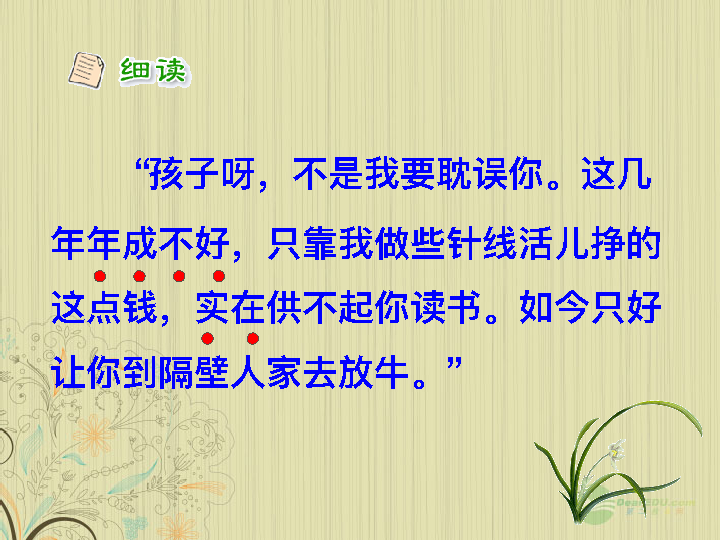 细读
“孩子呀，不是我要耽误你。这几
年年成不好，只靠我做些针线活儿挣的
这点钱，实在供不起你读书。如今只好
让你到隔壁人家去放牛。”